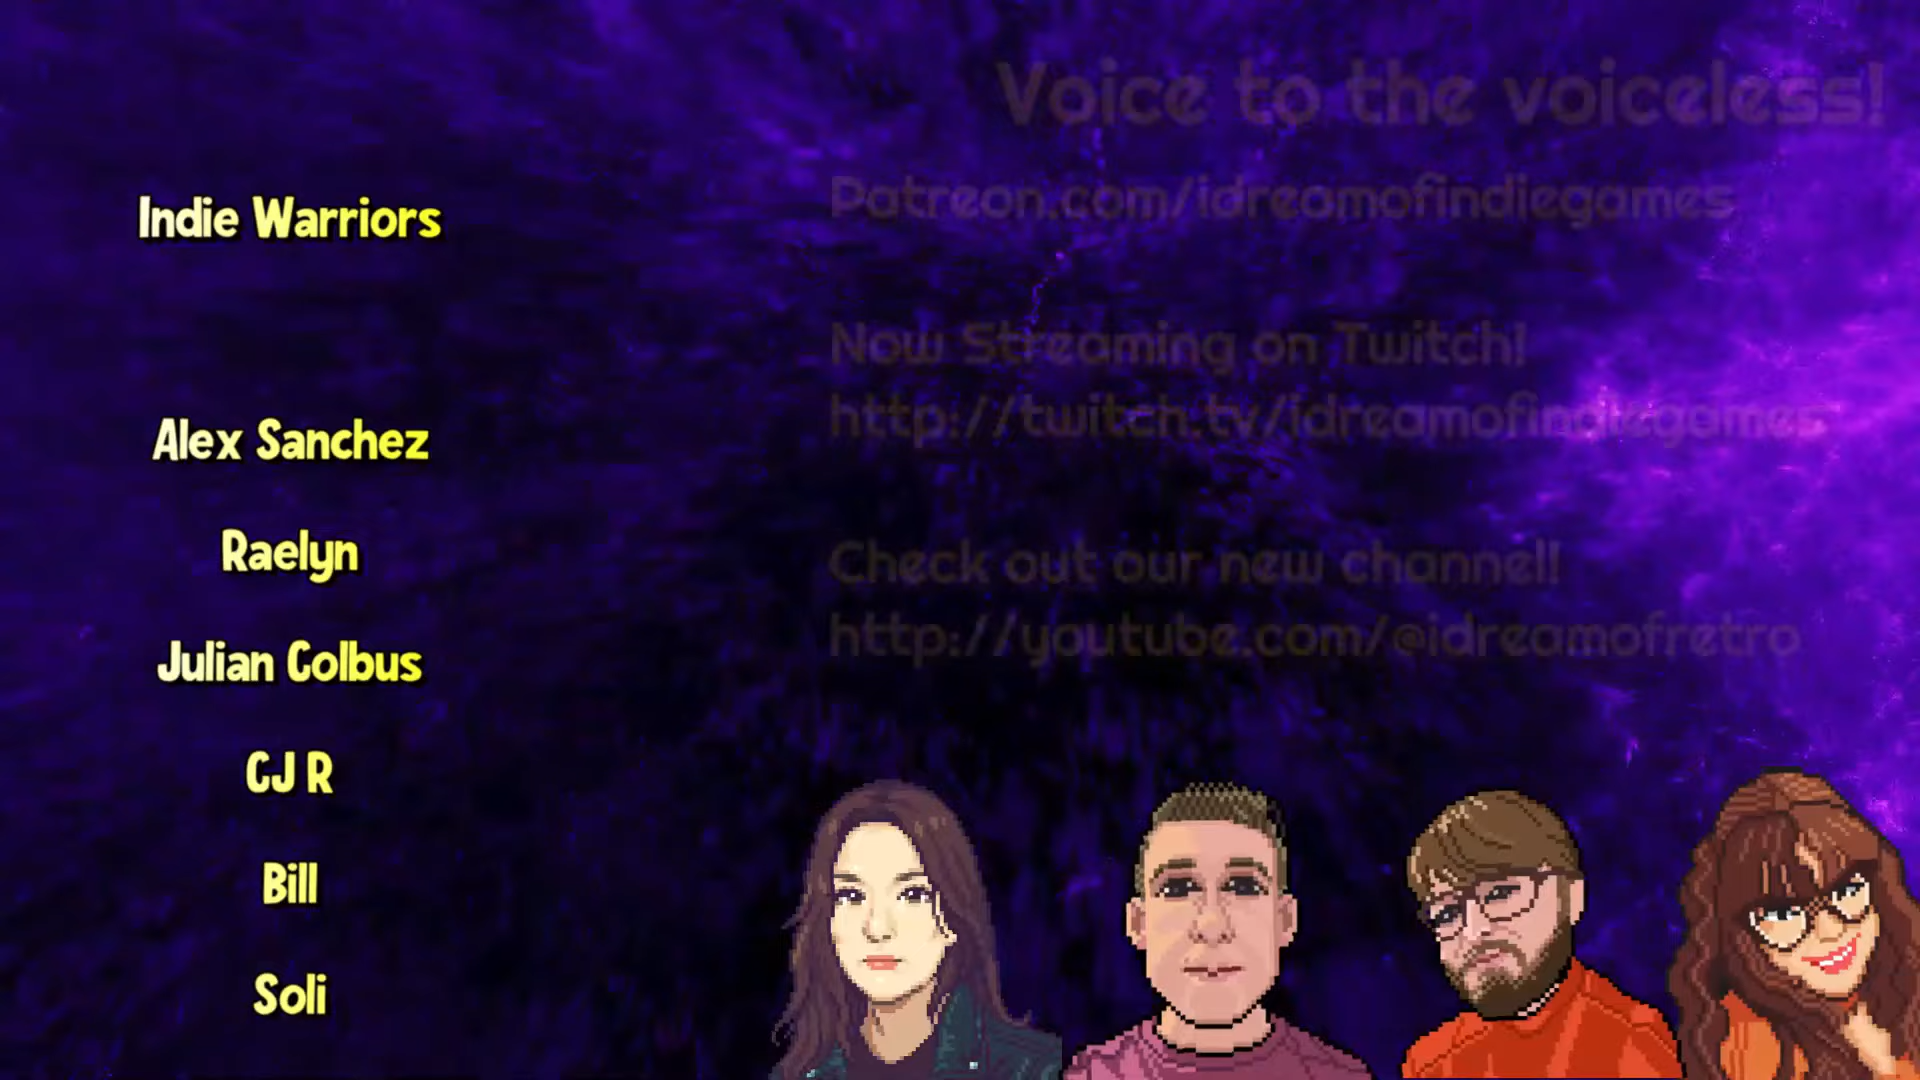 Indie Warriors
Alex Sanchez
Raelyn
Julian Colbus
CJ R
Bill
Soli
Voice to the voiceless!
Patreon.com/idreamofindiegames
Now Streaming on Twitch!
http://twitch.tv/idreamofindiegames
Check out our new channel!
http://youtube.com/@idreamofretro